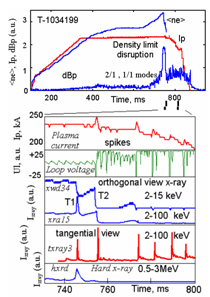 T-1034199
<ne>
Ip
Density limit
disruption
dBp
2/1 , 1/1 modes
<ne>, Ip, dBp (a.u.)
0 200 400 600 800
Time, ms
Plasma
current
spikes
Ul, a.u. Ip, kA
+25
-25
Loop voltage
xwd34
orthogonal view x-ray
T1
T2
2-15 keV
xra15
2-100 keV
Ixray (a.u.)
tangential view
txray3
2-100 keV
hxrd
Hard x-ray
0.5-3MeV
Ixray (a.u.)
740 760 780 800
Time, ms